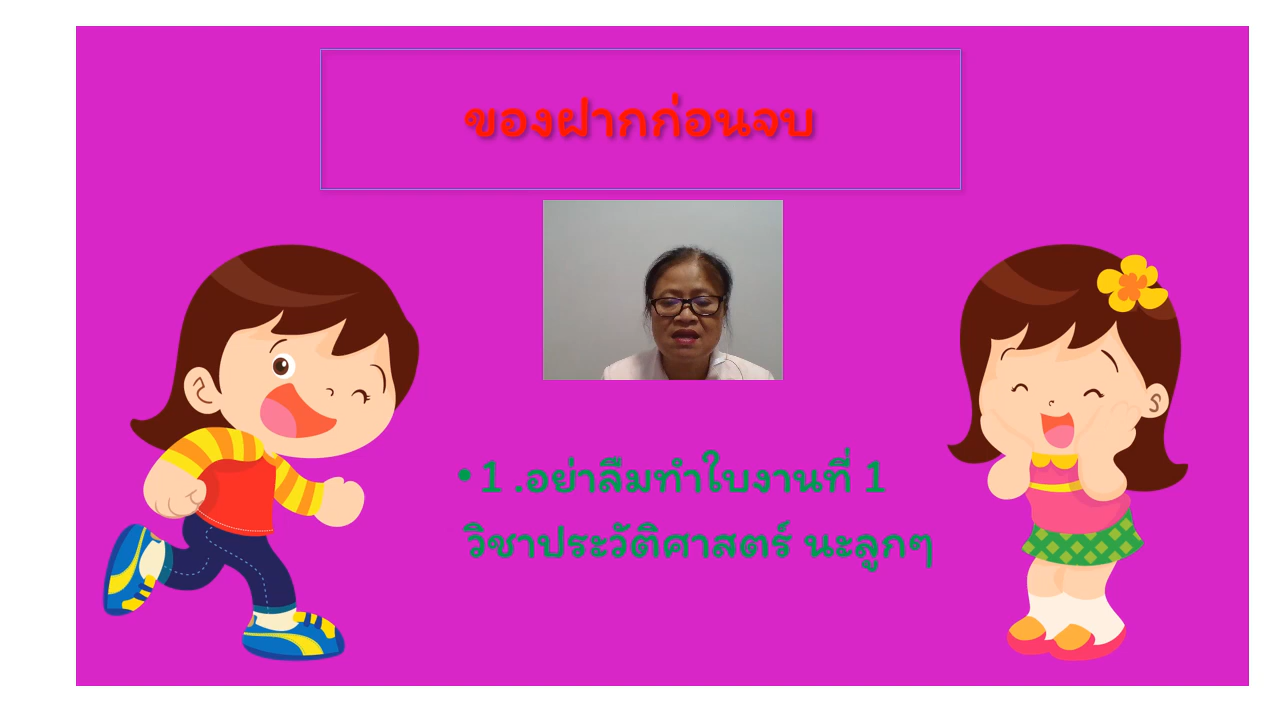 ของฝากก่อนจบ
•1 .อย่าลืมทำใบงานที่ 1
วิชาประวัติศาสตร์ นะลูกๆ